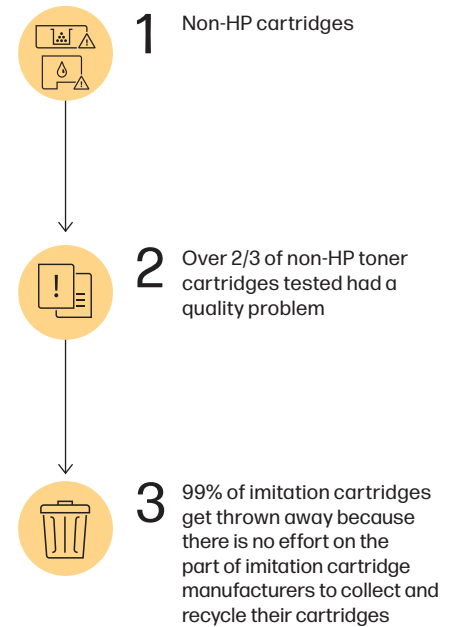 1
Non-HP cartridges
2
Over 2/3 of non-HP toner
cartridges tested had a
quality problem
3
99% of imitation cartridges
get thrown away because
there is no effort on the
part of imitation cartridge
manufacturers to collect and
recycle their cartridges